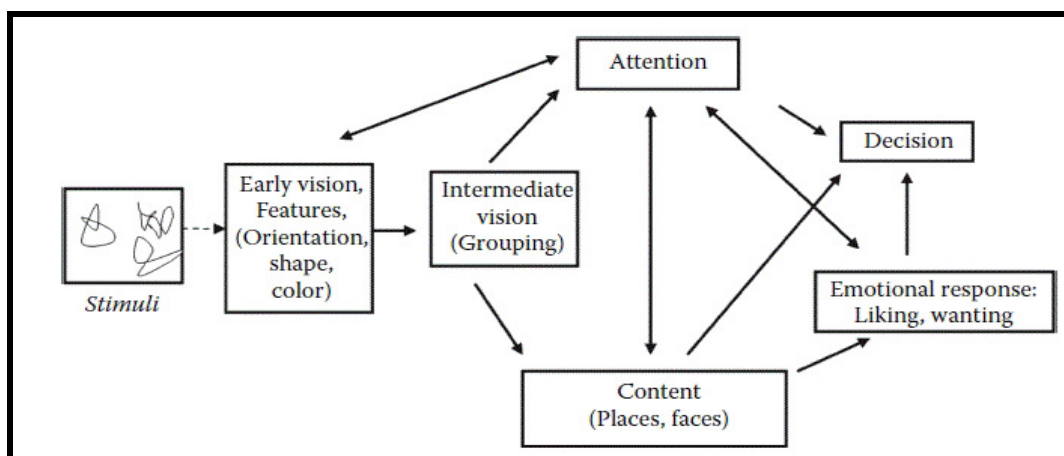 Attention
Decision
Early vision,
Features,
(Orientation,
shape,
color)
Intermediate
vision
(Grouping)
Stimuli
Emotional response:
Liking, wanting
Content
(Places, faces)